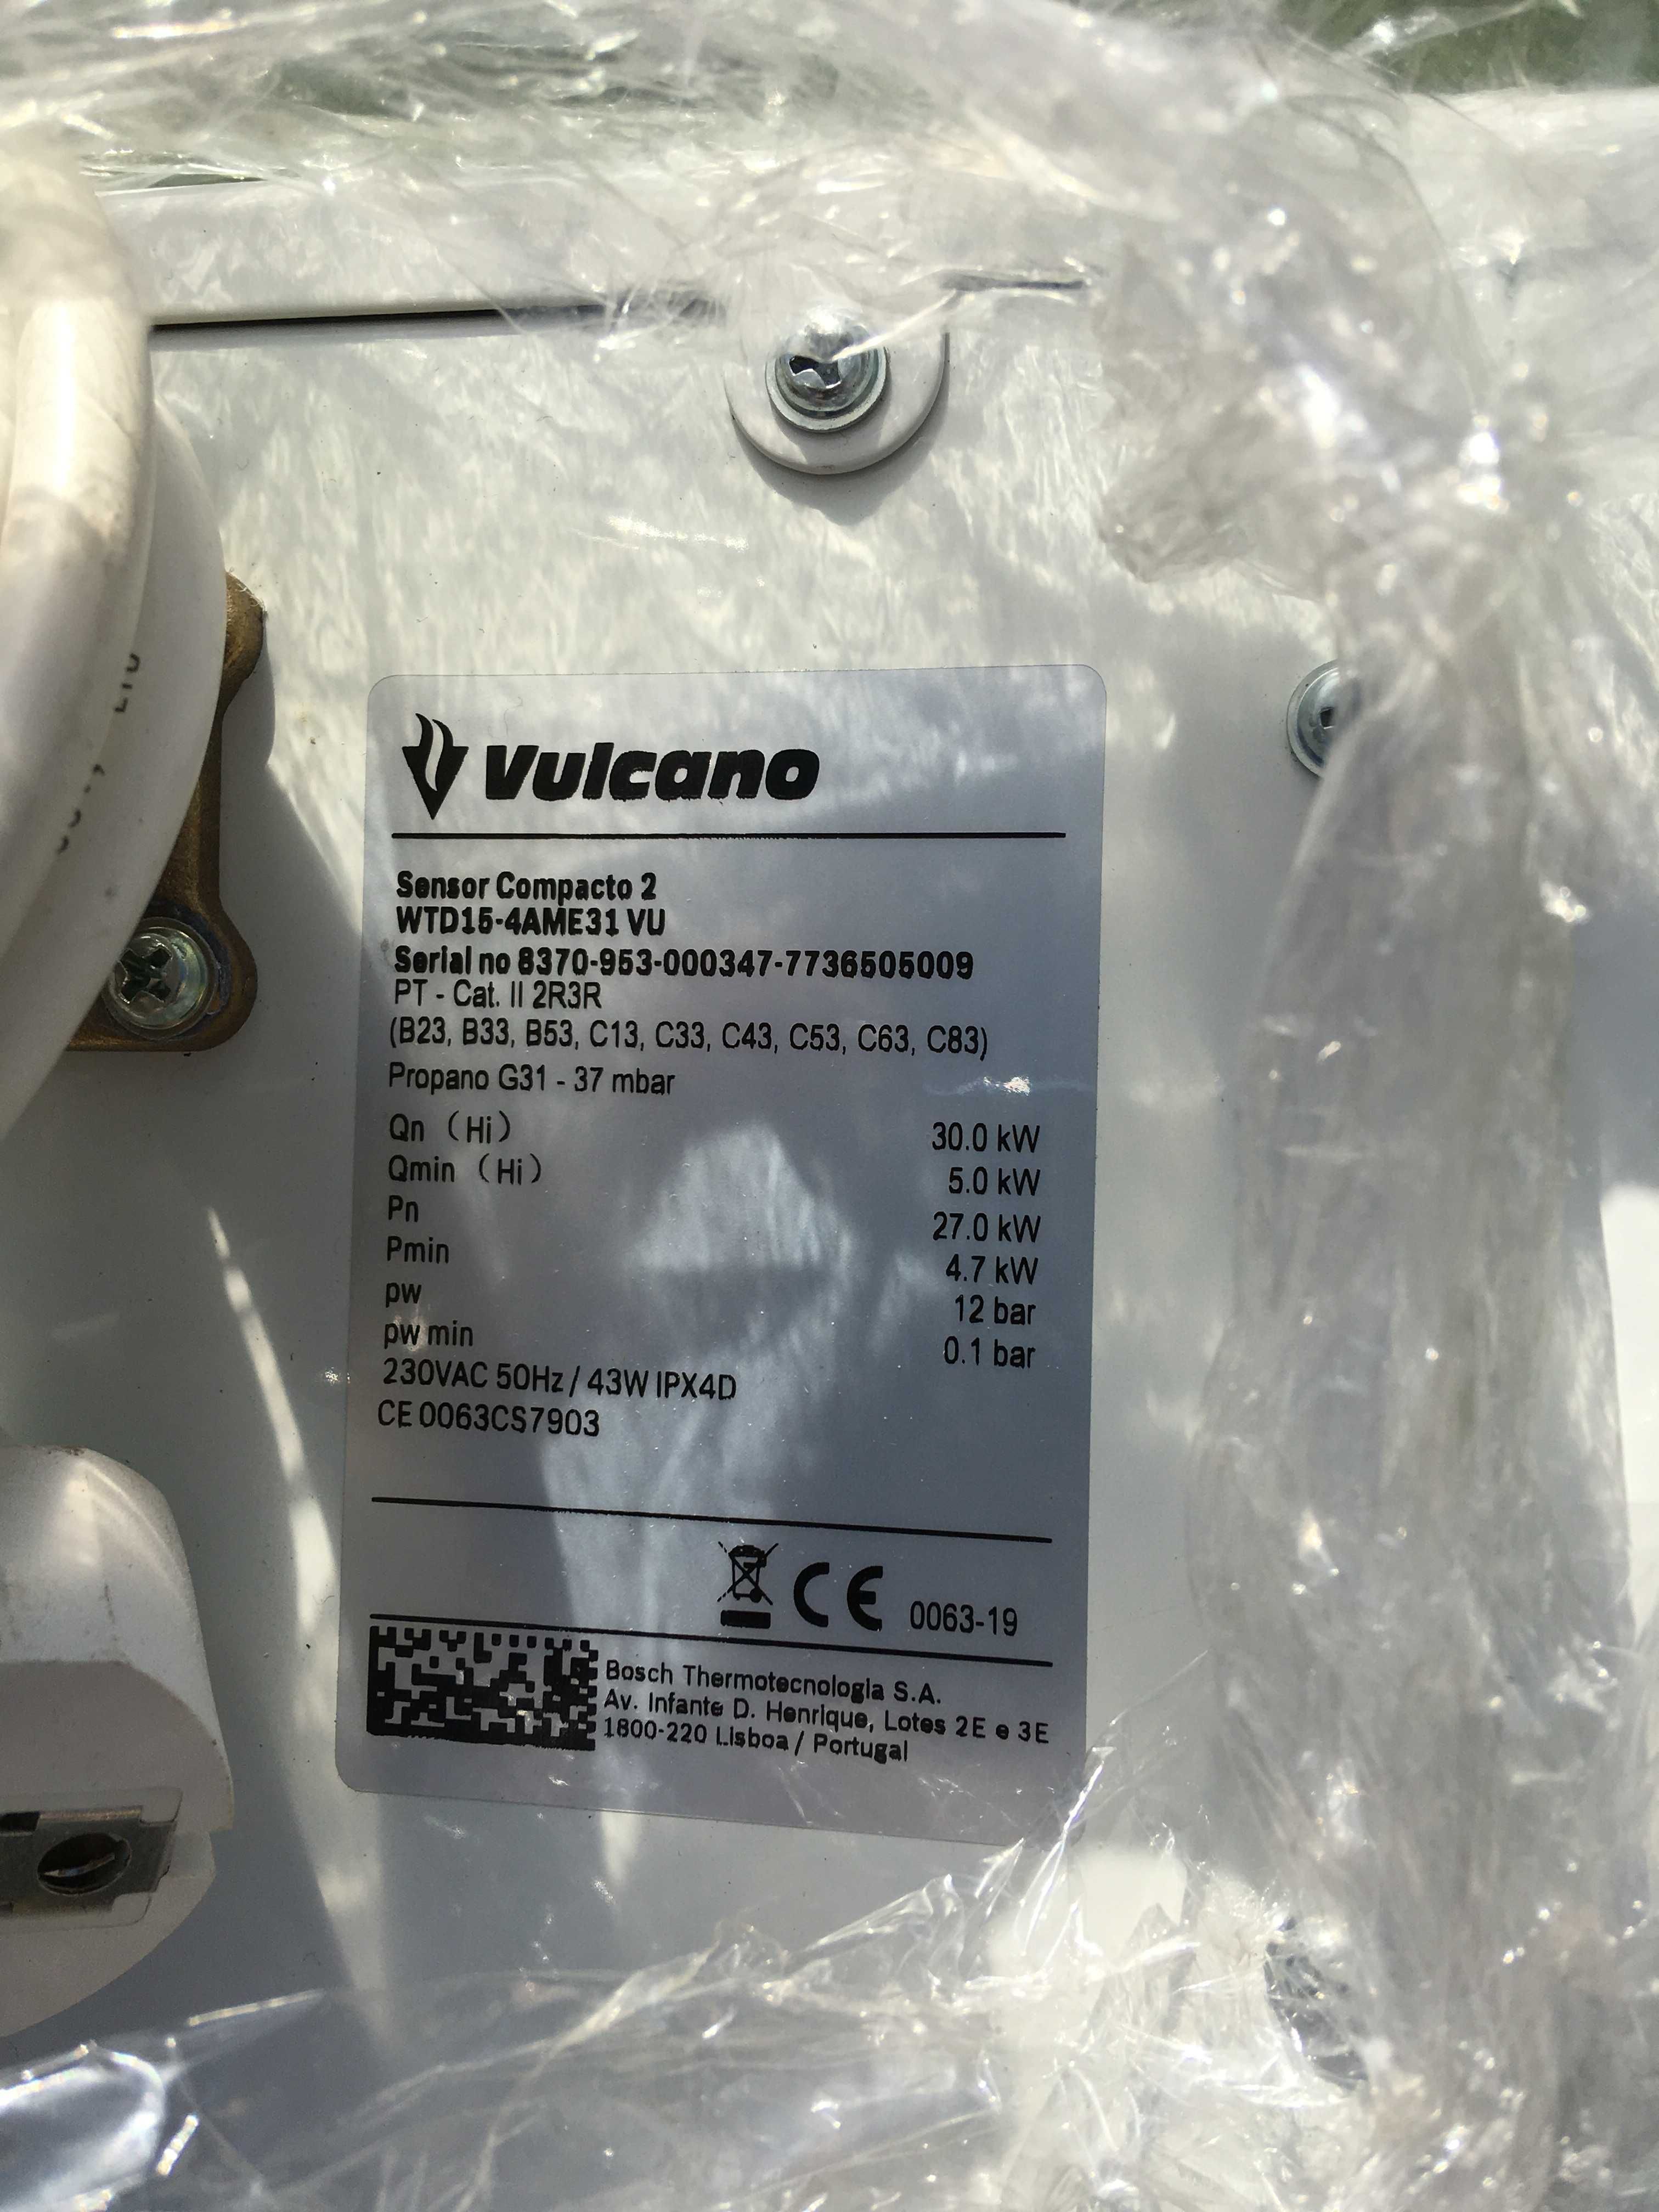 Vulcano
Sensor Compacto 2
WTD15-4AME31 VU
Serial no 8370-953-000347-7736505009
PT - Cat. II 2R3R
(B23, B33, B53, C13, C33, C43, C53, C63, C83)
Propano G31 - 37 mbar
Qn (Hi) 30.0 kW
Qmin (Hi) 5.0 kW
Pn 27.0 kW
Pmin 4.7 kW
pw 12 bar
pw min 0.1 bar
230VAC 50Hz / 43W IPX4D
CE 0063CS7903
CE 0063-19
Bosch Thermotecnologia S.A.
Av. Infante D. Henrique, Lotes 2E e 3E
1800-220 Lisboa / Portugal